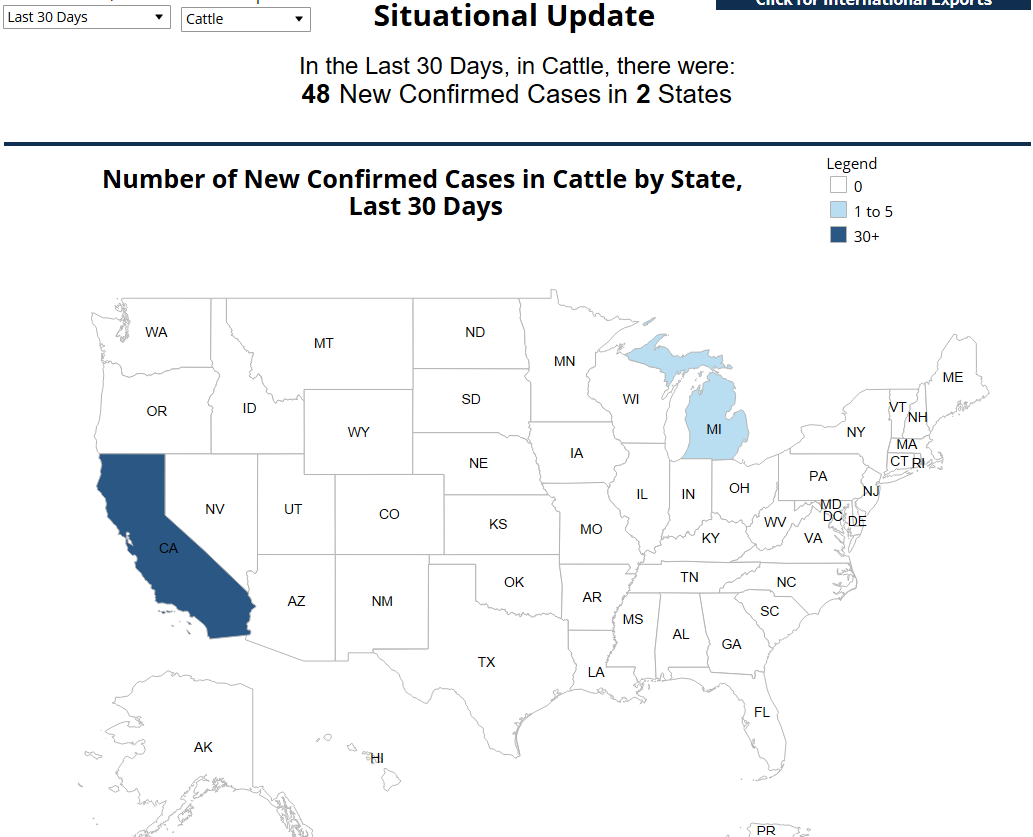 Last 30 Days
Cattle
Situational Update
Click for International Exports
In the Last 30 Days, in Cattle, there were:
48 New Confirmed Cases in 2 States
Number of New Confirmed Cases in Cattle by State,
Last 30 Days
Legend
0
1 to 5
30+
WA
MT
ND
MN
ME
OR
ID
SD
WI
WY
MI
VT
NH
NY
MA
NE
IA
CT
RI
PA
NV
UT
CO
KS
IL
IN
OH
NJ
MD
DC
DE
WV
VA
CA
MO
KY
AZ
NM
OK
AR
TN
NC
MS
AL
GA
SC
TX
LA
FL
AK
HI
PR